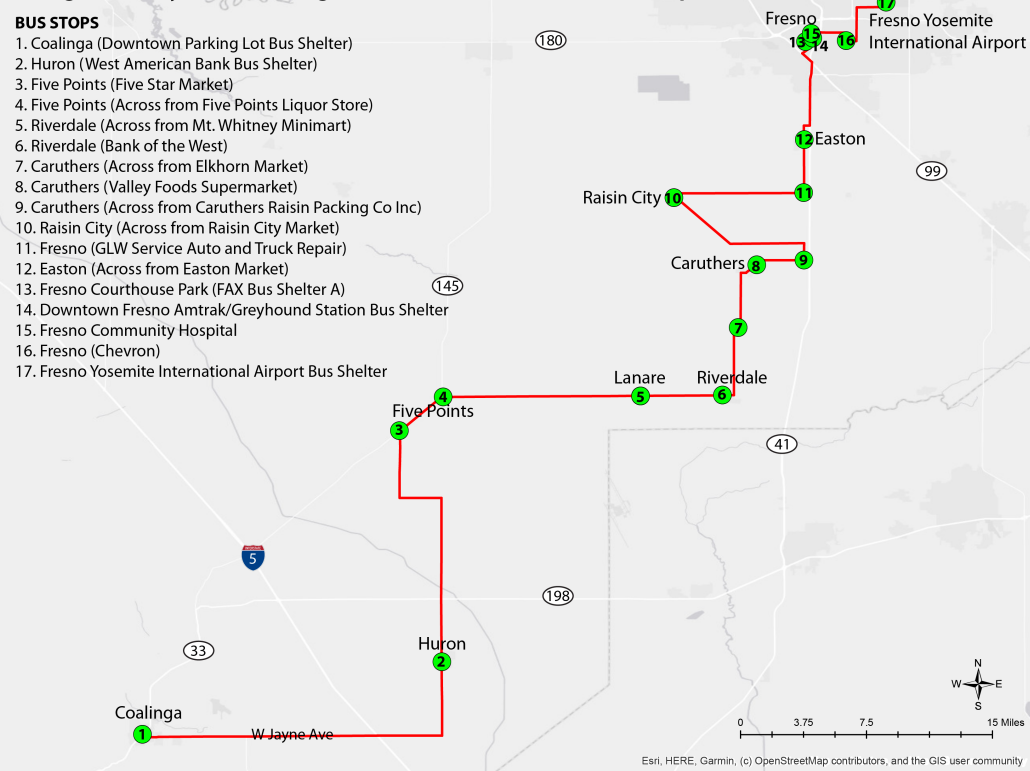 BUS STOPS
1. Coalinga (Downtown Parking Lot Bus Shelter)
2. Huron (West American Bank Bus Shelter)
3. Five Points (Five Star Market)
4. Five Points (Across from Five Points Liquor Store)
5. Riverdale (Across from Mt. Whitney Minimart)
6. Riverdale (Bank of the West)
7. Caruthers (Across from Elkhorn Market)
8. Caruthers (Valley Foods Supermarket)
9. Caruthers (Across from Caruthers Raisin Packing Co Inc)
10. Raisin City (Across from Raisin City Market)
11. Fresno (GLW Service Auto and Truck Repair)
12. Easton (Across from Easton Market)
13. Fresno Courthouse Park (FAX Bus Shelter A)
14. Downtown Fresno Amtrak/Greyhound Station Bus Shelter
15. Fresno Community Hospital
16. Fresno (Chevron)
17. Fresno Yosemite International Airport Bus Shelter
17
Fresno
Fresno Yosemite
International Airport
15
16
13
14
180
12
Easton
99
Raisin City
10
11
Caruthers
8
9
145
7
Lanare
Riverdale
4
5
6
Five Points
3
41
5
198
Huron
2
33
Coalinga
1
W Jayne Ave
N
W
E
S
0
3.75
7.5
15 Miles
Esri, HERE, Garmin, (c) OpenStreetMap contributors, and the GIS user community